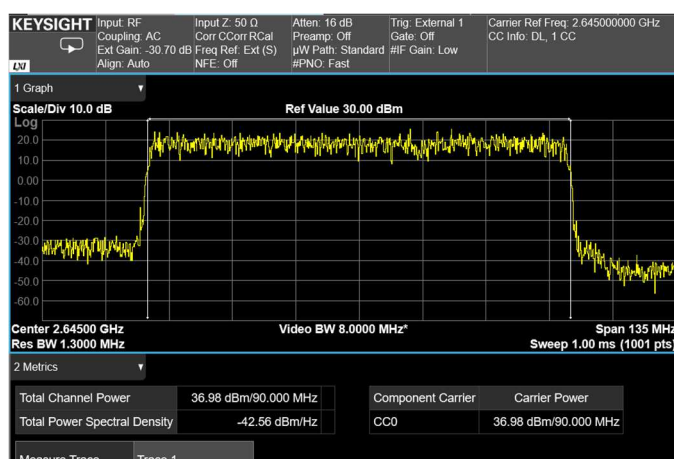 KEYSIGHT Input: RF Input Z: 50 Ω Atten: 16 dB Trig: External 1 Carrier Ref Freq: 2.645000000 GHz
Coupling: AC Corr CCorr RCal Preamp: Off Gate: Off CC Info: DL, 1 CC
Ext Gain: -30.70 dB Freq Ref: Ext (S) µW Path: Standard #IF Gain: Low
LXI Align: Auto NFE: Off #PNO: Fast
1 Graph
Scale/Div 10.0 dB Ref Value 30.00 dBm
Log
20.0
10.0
0.00
-10.0
-20.0
-30.0
-40.0
-50.0
-60.0
Center 2.64500 GHz Video BW 8.0000 MHz* Span 135 MHz
Res BW 1.3000 MHz Sweep 1.00 ms (1001 pts)
2 Metrics
Total Channel Power 36.98 dBm/90.000 MHz Component Carrier Carrier Power
Total Power Spectral Density -42.56 dBm/Hz CC0 36.98 dBm/90.000 MHz
Measure Trace Trace 1